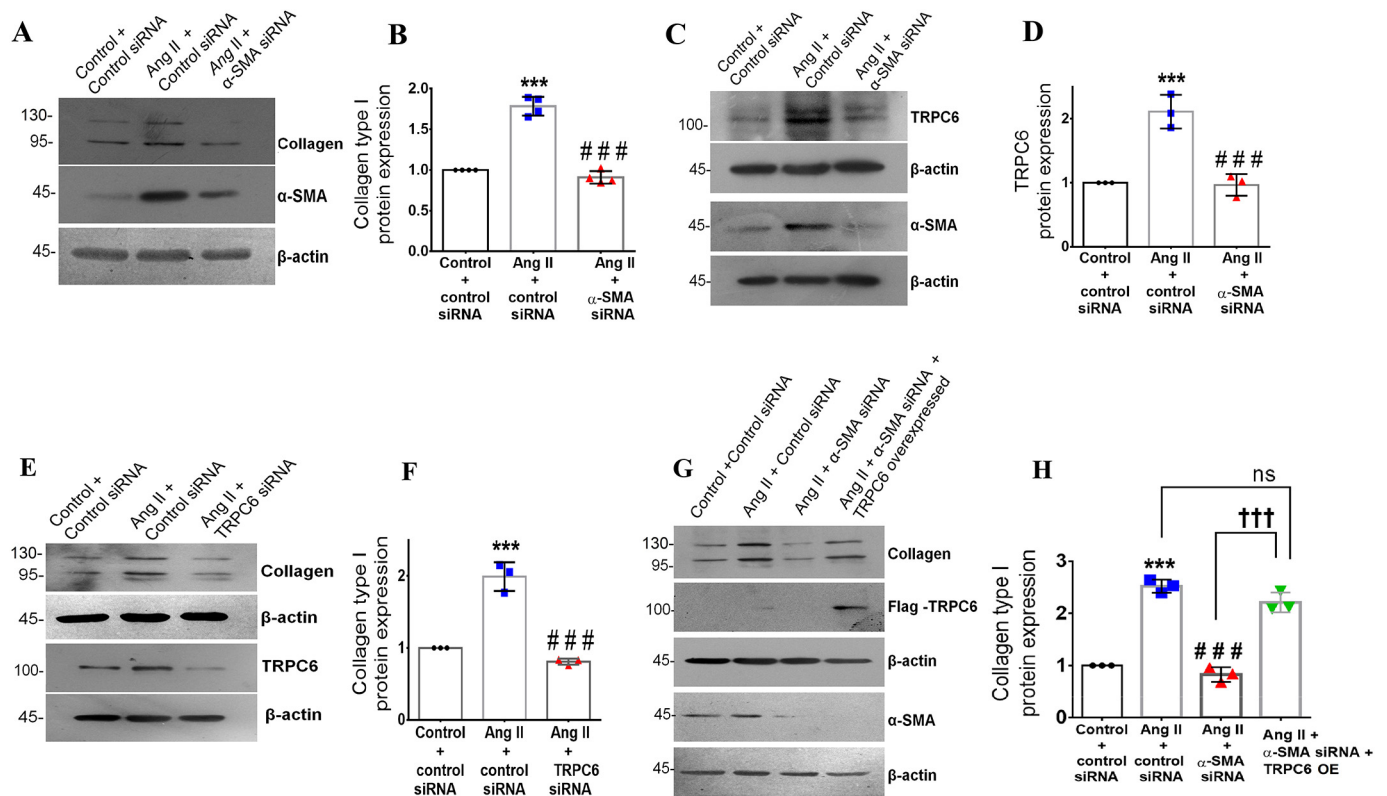 A
Control +
Control siRNA
Ang II +
Control siRNA
Ang II +
α-SMA siRNA
130-
95-
Collagen
45-
α-SMA
45-
β-actin
B
Collagen type I
protein expression
2.0
1.5
1.0
0.5
0.0
***
# # #
Control
+
control
siRNA
Ang II
+
control
siRNA
Ang II
+
α-SMA
siRNA
C
Control +
Control siRNA
Ang II +
Control siRNA
Ang II +
α-SMA siRNA
100-
TRPC6
45-
β-actin
45-
α-SMA
45-
β-actin
D
TRPC6
protein expression
2
1
0
***
# # #
Control
+
control
siRNA
Ang II
+
control
siRNA
Ang II
+
α-SMA
siRNA
E
Control +
Control siRNA
Ang II +
Control siRNA
Ang II +
TRPC6 siRNA
130-
95-
Collagen
45-
β-actin
100-
TRPC6
45-
β-actin
F
Collagen type I
protein expression
2
1
0
***
# # #
Control
+
control
siRNA
Ang II
+
control
siRNA
Ang II
+
TRPC6
siRNA
G
Control +Control siRNA
Ang II + Control siRNA
Ang II + α-SMA siRNA
Ang II + α-SMA siRNA +
TRPC6 overexpressed
130-
95-
Collagen
100-
Flag -TRPC6
45-
β-actin
45-
α-SMA
45-
β-actin
H
Collagen type I
protein expression
3
2
1
0
***
# # #
†††
ns
Control
+
control
siRNA
Ang II
+
control
siRNA
Ang II
+
α-SMA
siRNA
Ang II +
α-SMA siRNA +
TRPC6 OE